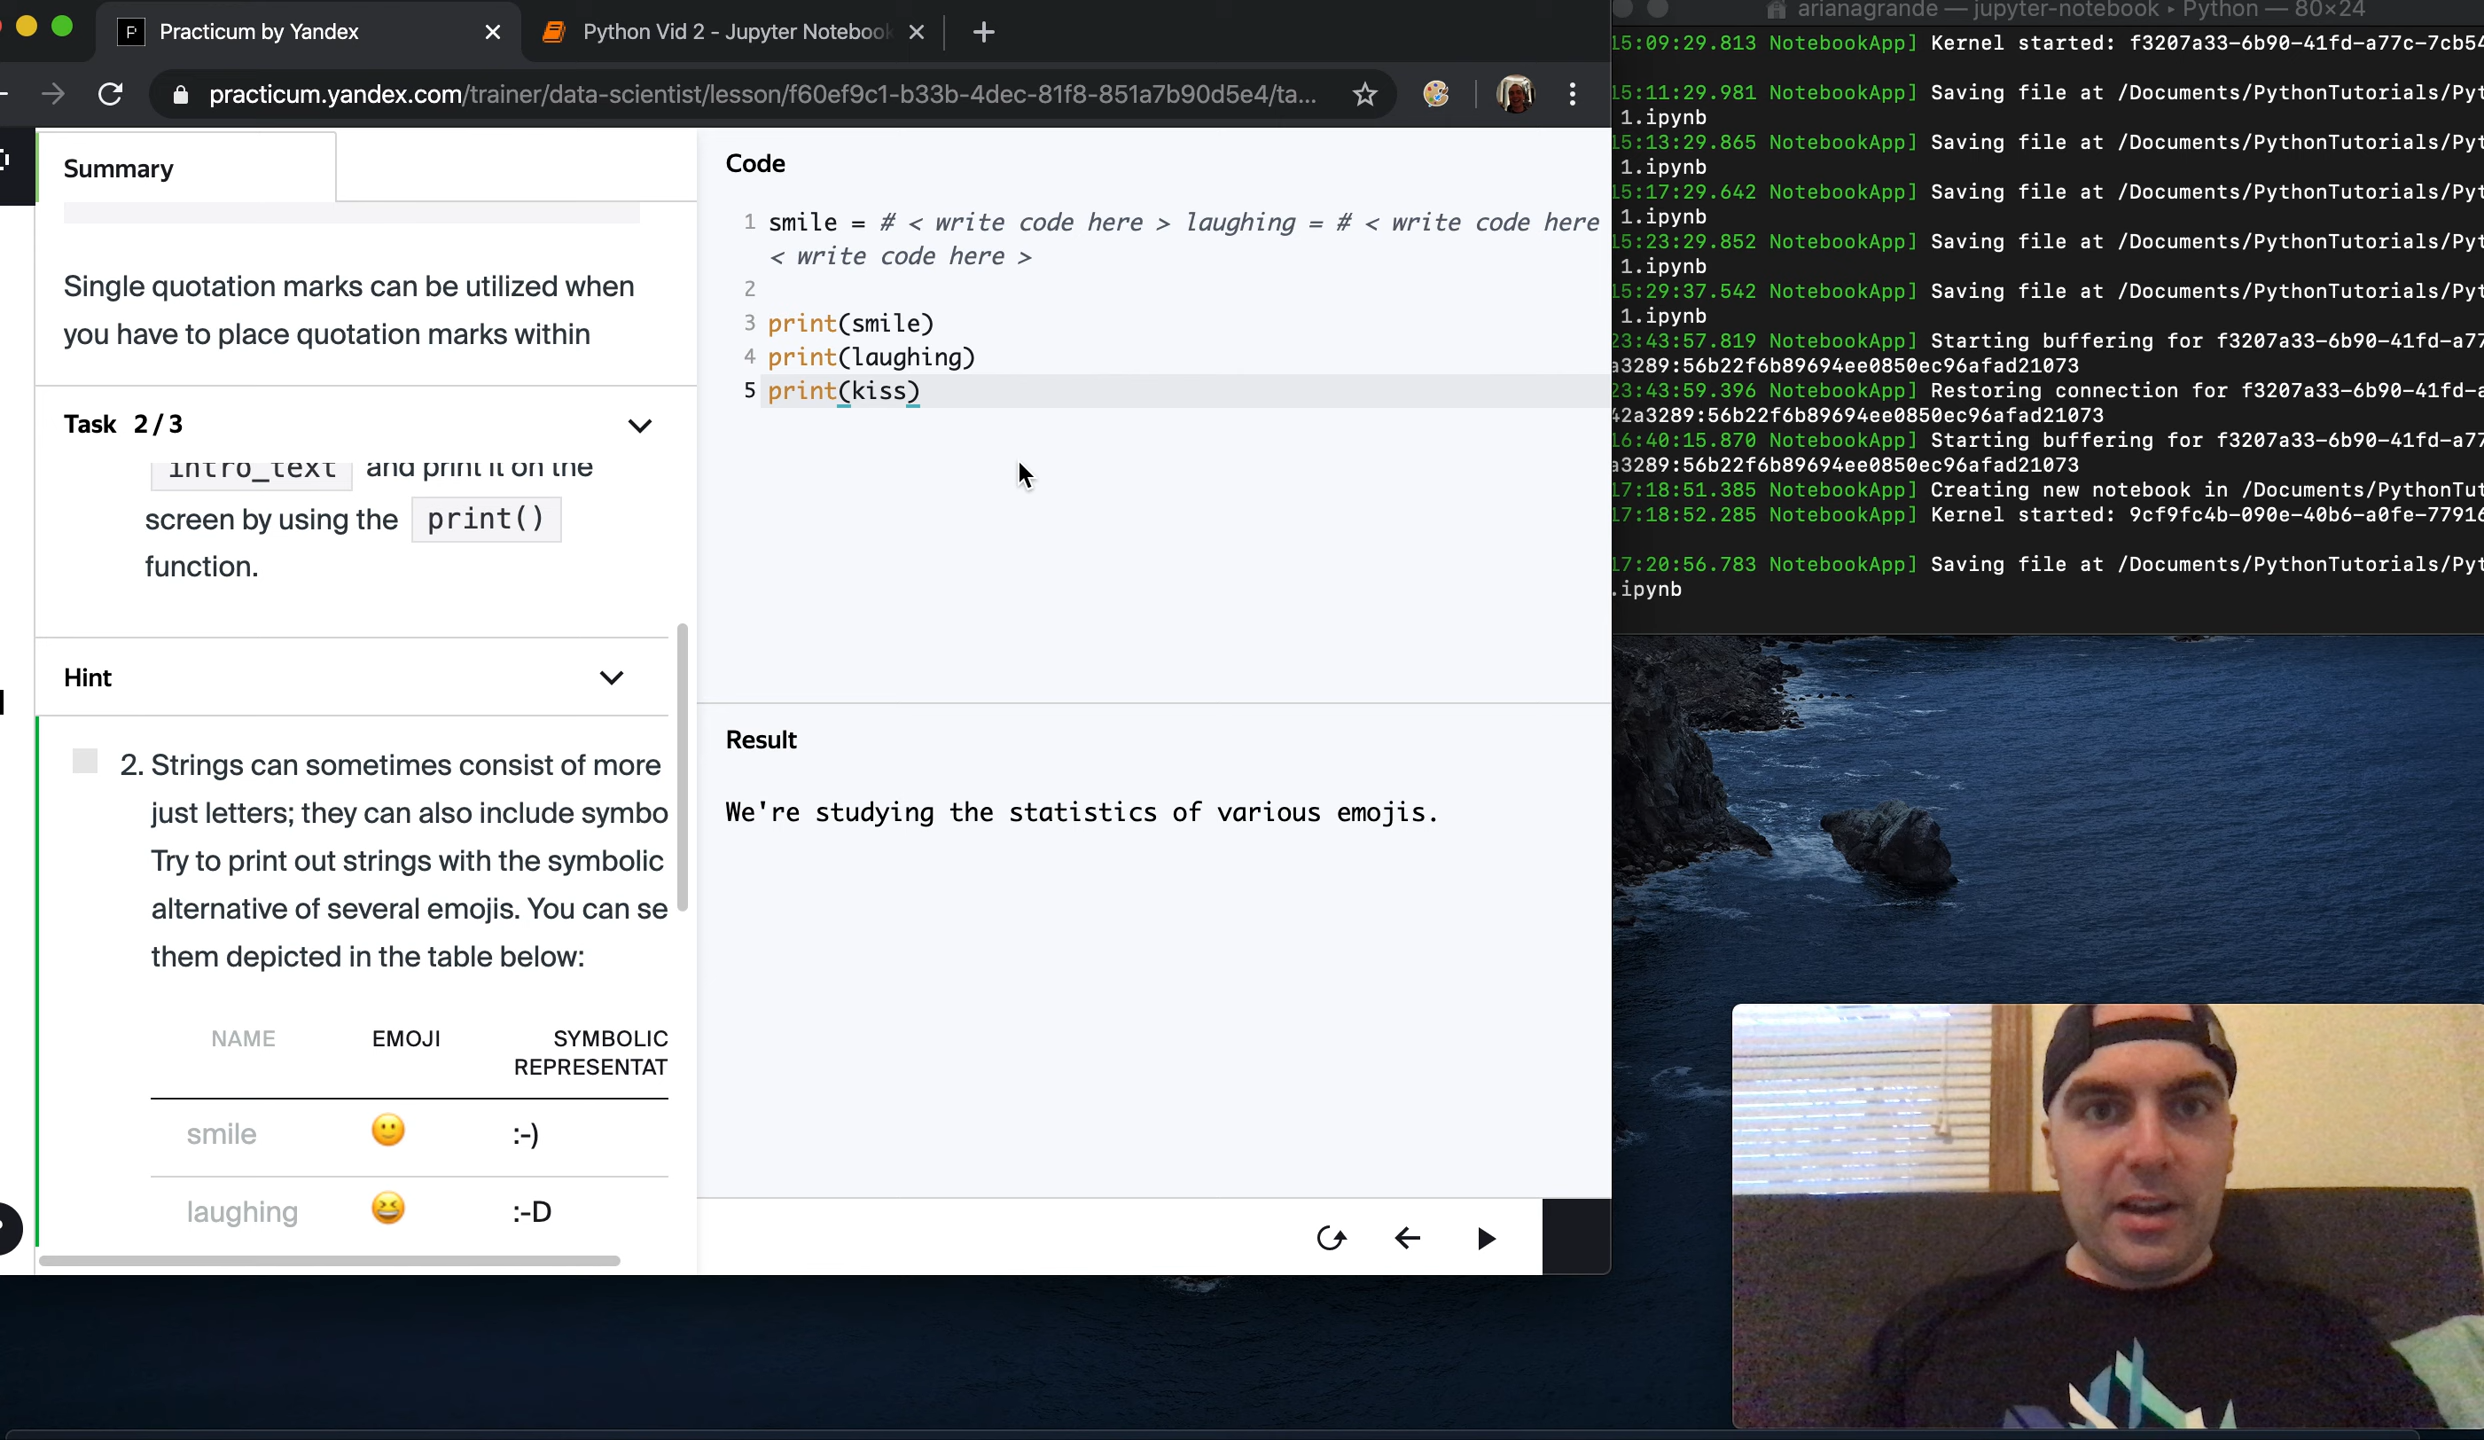 Practicum by Yandex
Python Vid 2 - Jupyter Notebook
practicum.yandex.com/trainer/data-scientist/lesson/f60ef9c1-b33b-4dec-81f8-851a7b90d5e4/ta...
Summary
Single quotation marks can be utilized when
you have to place quotation marks within
Task 2 / 3
intro_text and print it on the
screen by using the print()
function.
Hint
2. Strings can sometimes consist of more
just letters; they can also include symbo
Try to print out strings with the symbolic
alternative of several emojis. You can se
them depicted in the table below:
NAME EMOJI SYMBOLIC
REPRESENTAT
smile 🙂 :-)
laughing 😆 :-D
Code
1 smile = # < write code here > laughing = # < write code here
< write code here >
2
3 print(smile)
4 print(laughing)
5 print(kiss)
Result
We're studying the statistics of various emojis.
arianagrande — jupyter-notebook ▸ Python — 80×24
15:09:29.813 NotebookApp] Kernel started: f3207a33-6b90-41fd-a77c-7cb54
15:11:29.981 NotebookApp] Saving file at /Documents/PythonTutorials/Pyt
1.ipynb
15:13:29.865 NotebookApp] Saving file at /Documents/PythonTutorials/Pyt
1.ipynb
15:17:29.642 NotebookApp] Saving file at /Documents/PythonTutorials/Pyt
1.ipynb
15:23:29.852 NotebookApp] Saving file at /Documents/PythonTutorials/Pyt
1.ipynb
15:29:37.542 NotebookApp] Saving file at /Documents/PythonTutorials/Pyt
1.ipynb
23:43:57.819 NotebookApp] Starting buffering for f3207a33-6b90-41fd-a77
a3289:56b22f6b89694ee0850ec96afad21073
23:43:59.396 NotebookApp] Restoring connection for f3207a33-6b90-41fd-a
42a3289:56b22f6b89694ee0850ec96afad21073
16:40:15.870 NotebookApp] Starting buffering for f3207a33-6b90-41fd-a77
a3289:56b22f6b89694ee0850ec96afad21073
17:18:51.385 NotebookApp] Creating new notebook in /Documents/PythonTut
17:18:52.285 NotebookApp] Kernel started: 9cf9fc4b-090e-40b6-a0fe-77916
17:20:56.783 NotebookApp] Saving file at /Documents/PythonTutorials/Pyt
.ipynb